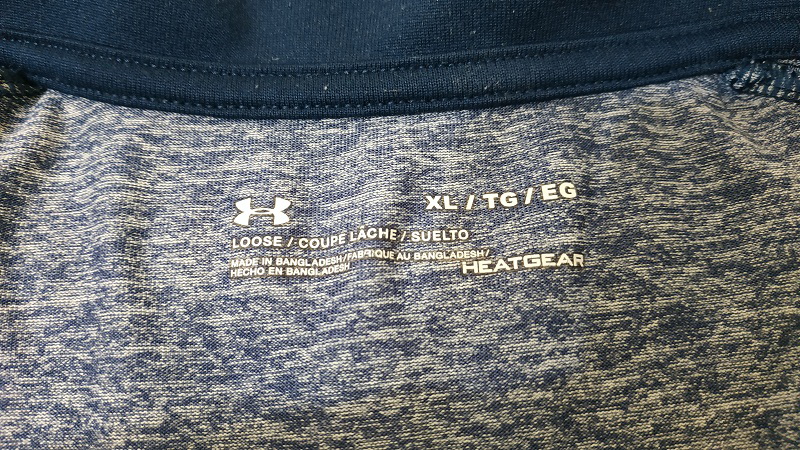 XL / TG / EG
LOOSE / COUPE LÂCHE / SUELTO
MADE IN BANGLADESH/FABRIQUÉ AU BANGLADESH/
HECHO EN BANGLADESH
HEATGEAR